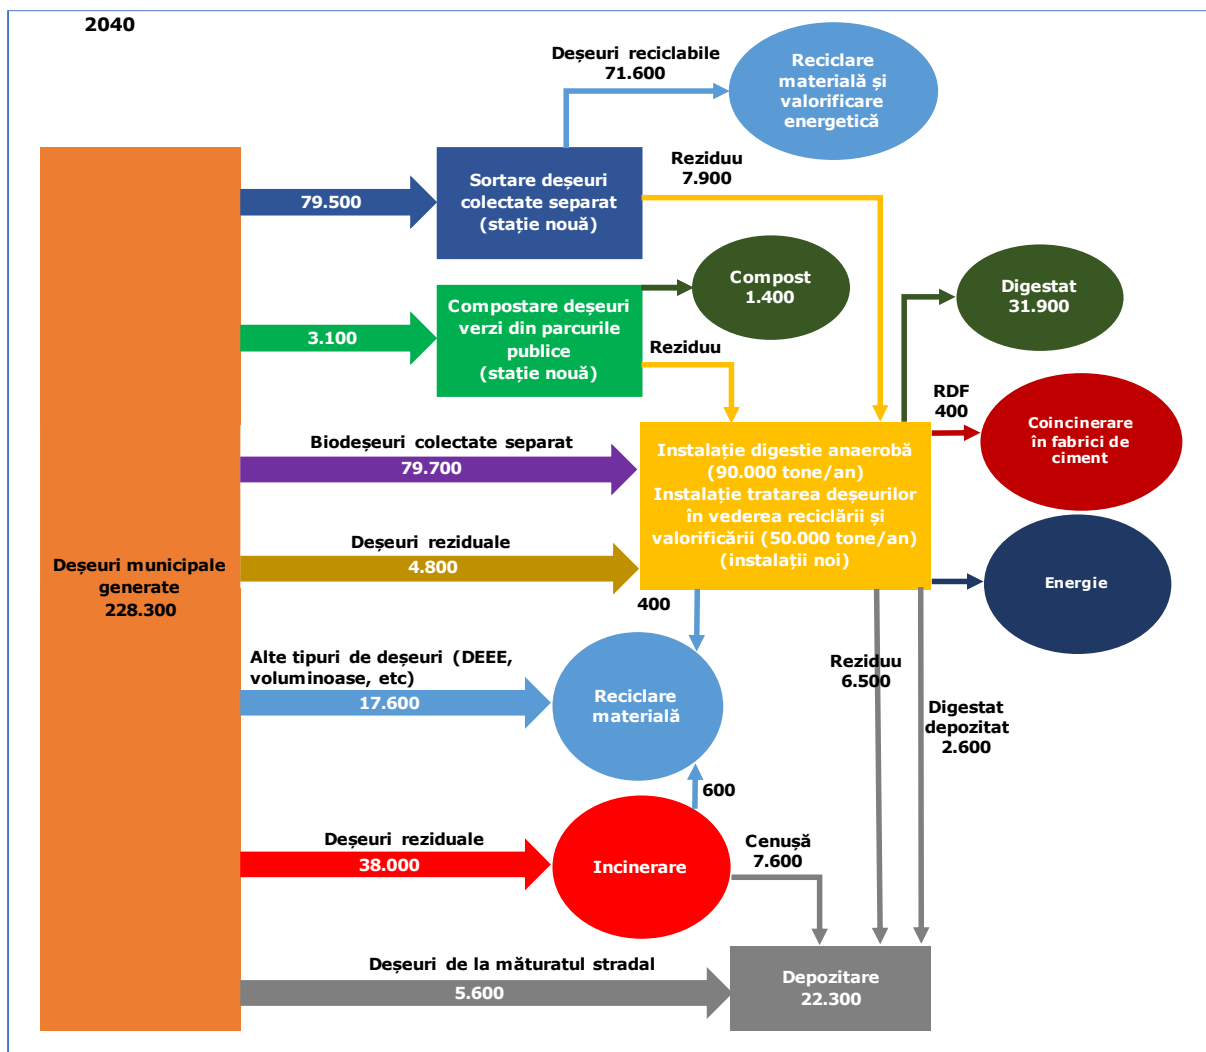 2040
Deșeuri reciclabile
71.600
Reciclare
materială și
valorificare
energetică
Reziduu
7.900
Sortare deșeuri
colectate separat
(stație nouă)
79.500
Compost
1.400
Digestat
31.900
Compostare deșeuri
verzi din parcurile
publice
(stație nouă)
3.100
Reziduu
RDF
400
Coincinerare
în fabrici de
ciment
Biodeșeuri colectate separat
79.700
Instalație digestie anaerobă
(90.000 tone/an)
Instalație tratarea deșeurilor
în vederea reciclării și
valorificării (50.000 tone/an)
(instalații noi)
Deșeuri reziduale
4.800
Deșeuri municipale
generate
228.300
Energie
400
Alte tipuri de deșeuri (DEEE,
voluminoase, etc)
17.600
Reciclare
materială
Reziduu
6.500
Digestat
depozitat
2.600
600
Deșeuri reziduale
38.000
Incinerare
Cenușă
7.600
Deșeuri de la măturatul stradal
5.600
Depozitare
22.300